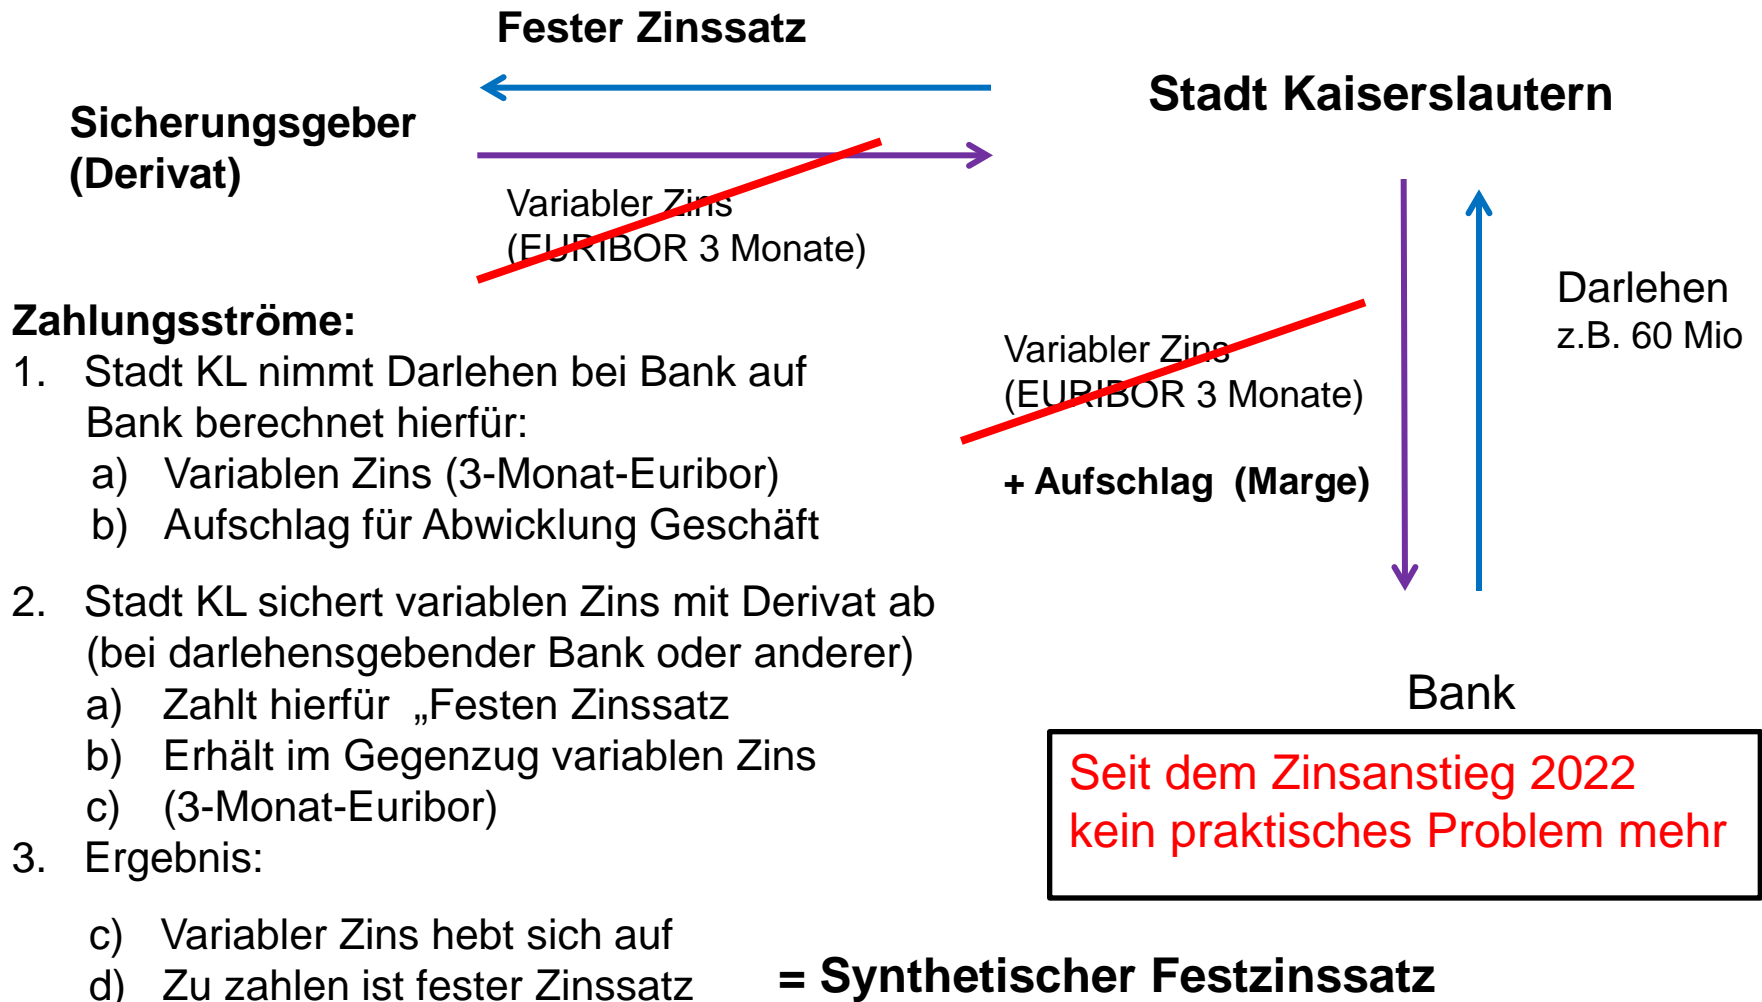 Fester Zinssatz
Stadt Kaiserslautern
Sicherungsgeber
(Derivat)
Variabler Zins
(EURIBOR 3 Monate)
Darlehen
z.B. 60 Mio
Variabler Zins
(EURIBOR 3 Monate)
+ Aufschlag (Marge)
Bank
Zahlungsströme:
1. Stadt KL nimmt Darlehen bei Bank auf
Bank berechnet hierfür:
a) Variablen Zins (3-Monat-Euribor)
b) Aufschlag für Abwicklung Geschäft
2. Stadt KL sichert variablen Zins mit Derivat ab
(bei darlehensgebender Bank oder anderer)
a) Zahlt hierfür „Festen Zinssatz
b) Erhält im Gegenzug variablen Zins
c) (3-Monat-Euribor)
3. Ergebnis:
c) Variabler Zins hebt sich auf
d) Zu zahlen ist fester Zinssatz
Seit dem Zinsanstieg 2022
kein praktisches Problem mehr
= Synthetischer Festzinssatz